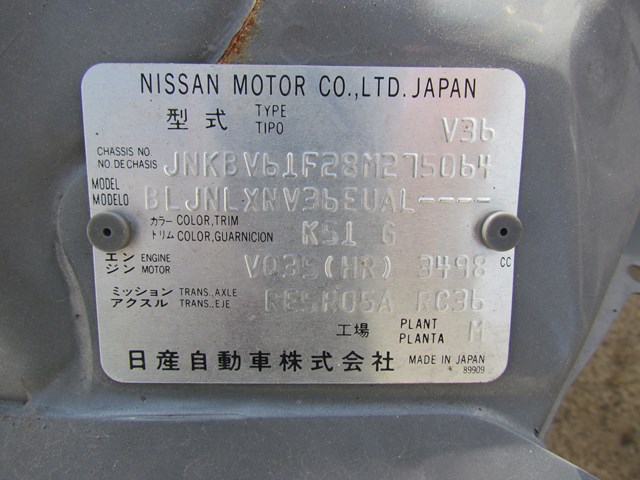 NISSAN MOTOR CO.,LTD. JAPAN
型式 TYPE TIPO V36
CHASSIS NO. NO. DE CHASIS JNKBV61F28M275064
MODEL MODELO BLJNLXNV36EUAL----
カラー COLOR,TRIM トリム COLOR,GUARNICION K51 G
エンジン ENGINE MOTOR VQ35(HR) 3498 CC
ミッション TRANS.,AXLE アクスル TRANS.,EJE RE5R05A RC36
工場 PLANT PLANTA M
日産自動車株式会社 MADE IN JAPAN
89909